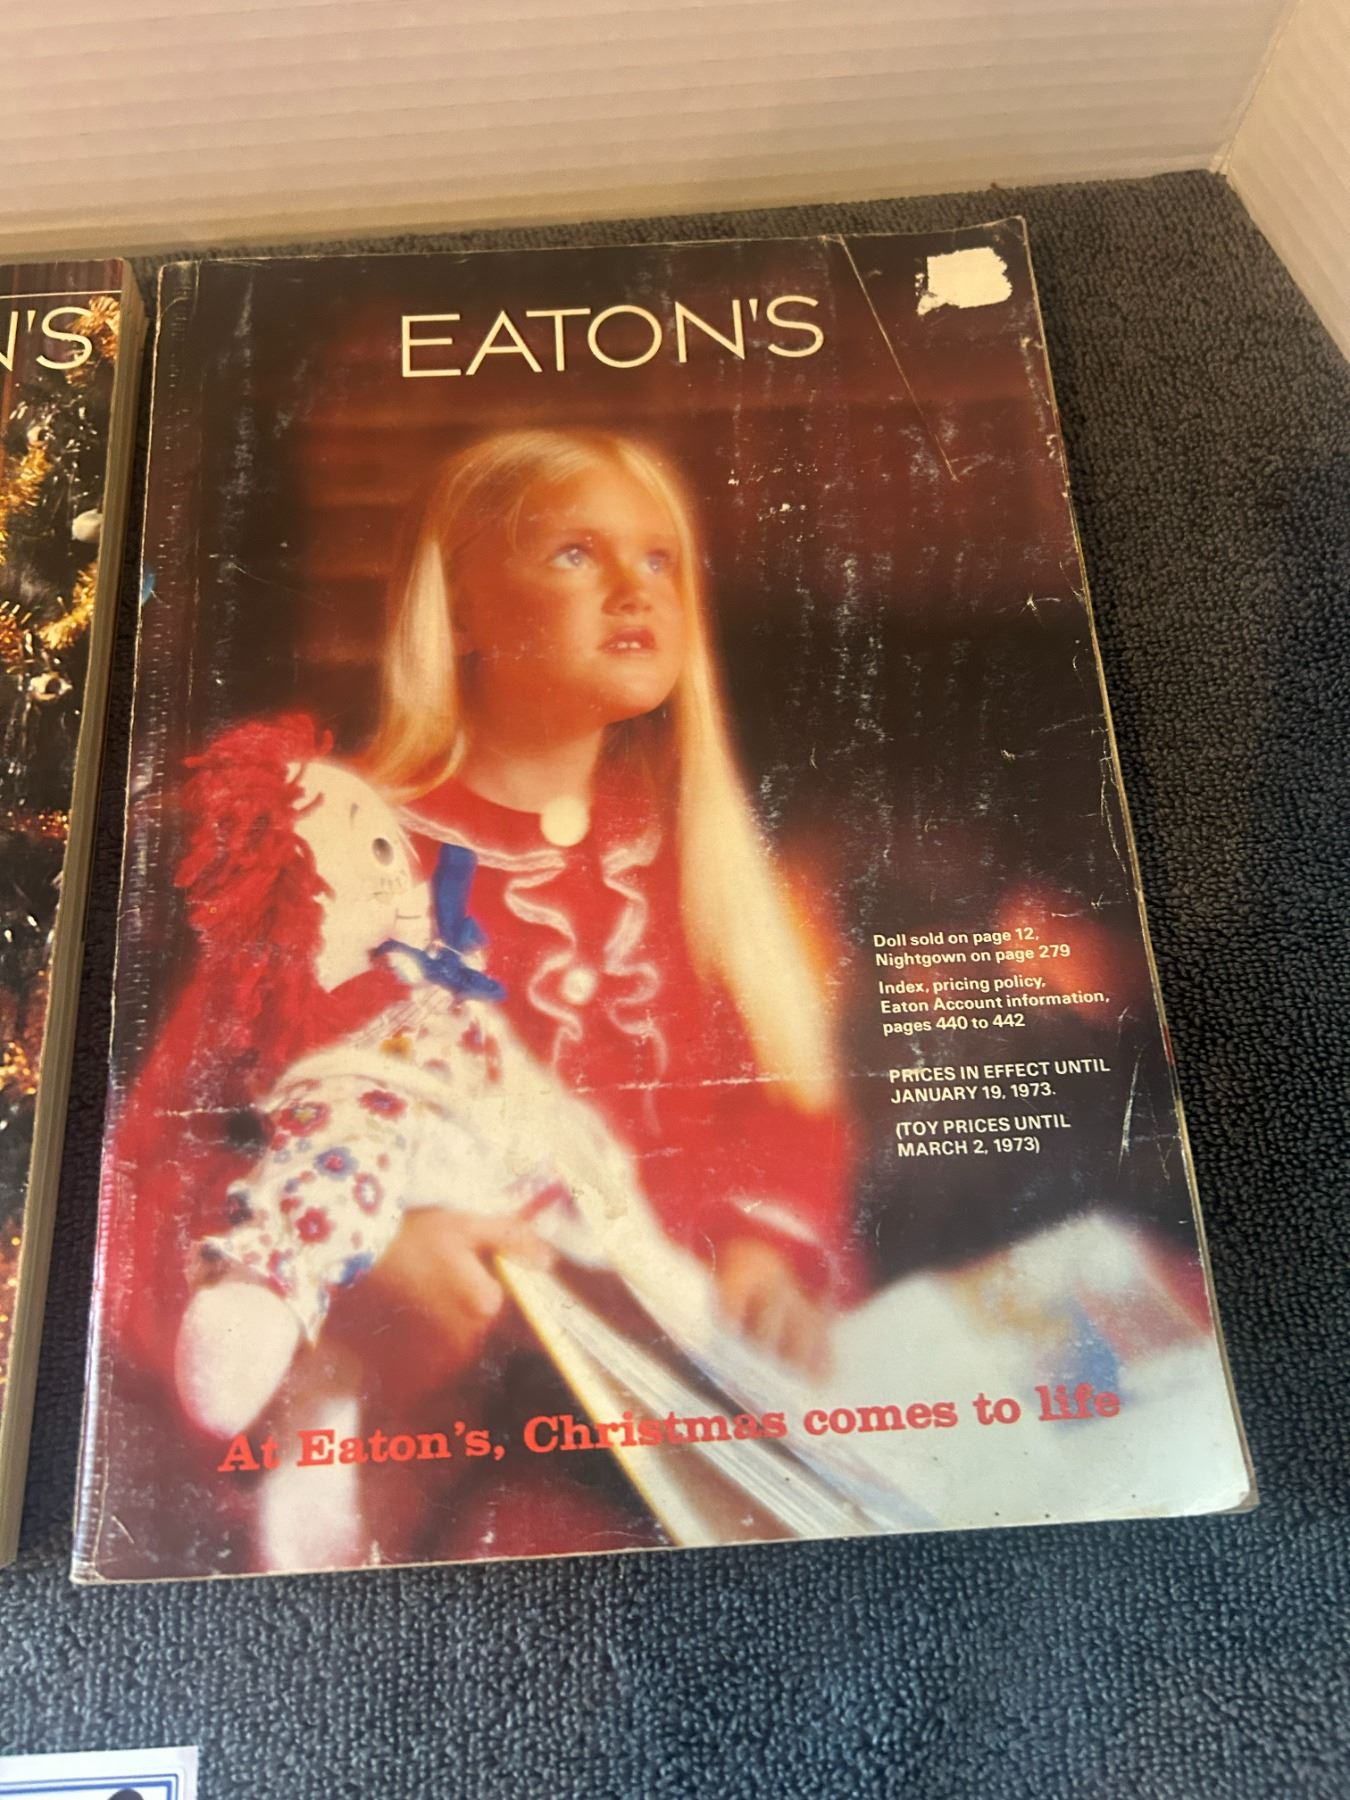 N'S
EATON'S
Doll sold on page 12,
Nightgown on page 279
Index, pricing policy,
Eaton Account information,
pages 440 to 442
PRICES IN EFFECT UNTIL
JANUARY 19, 1973.
(TOY PRICES UNTIL
MARCH 2, 1973)
At Eaton's, Christmas comes to life